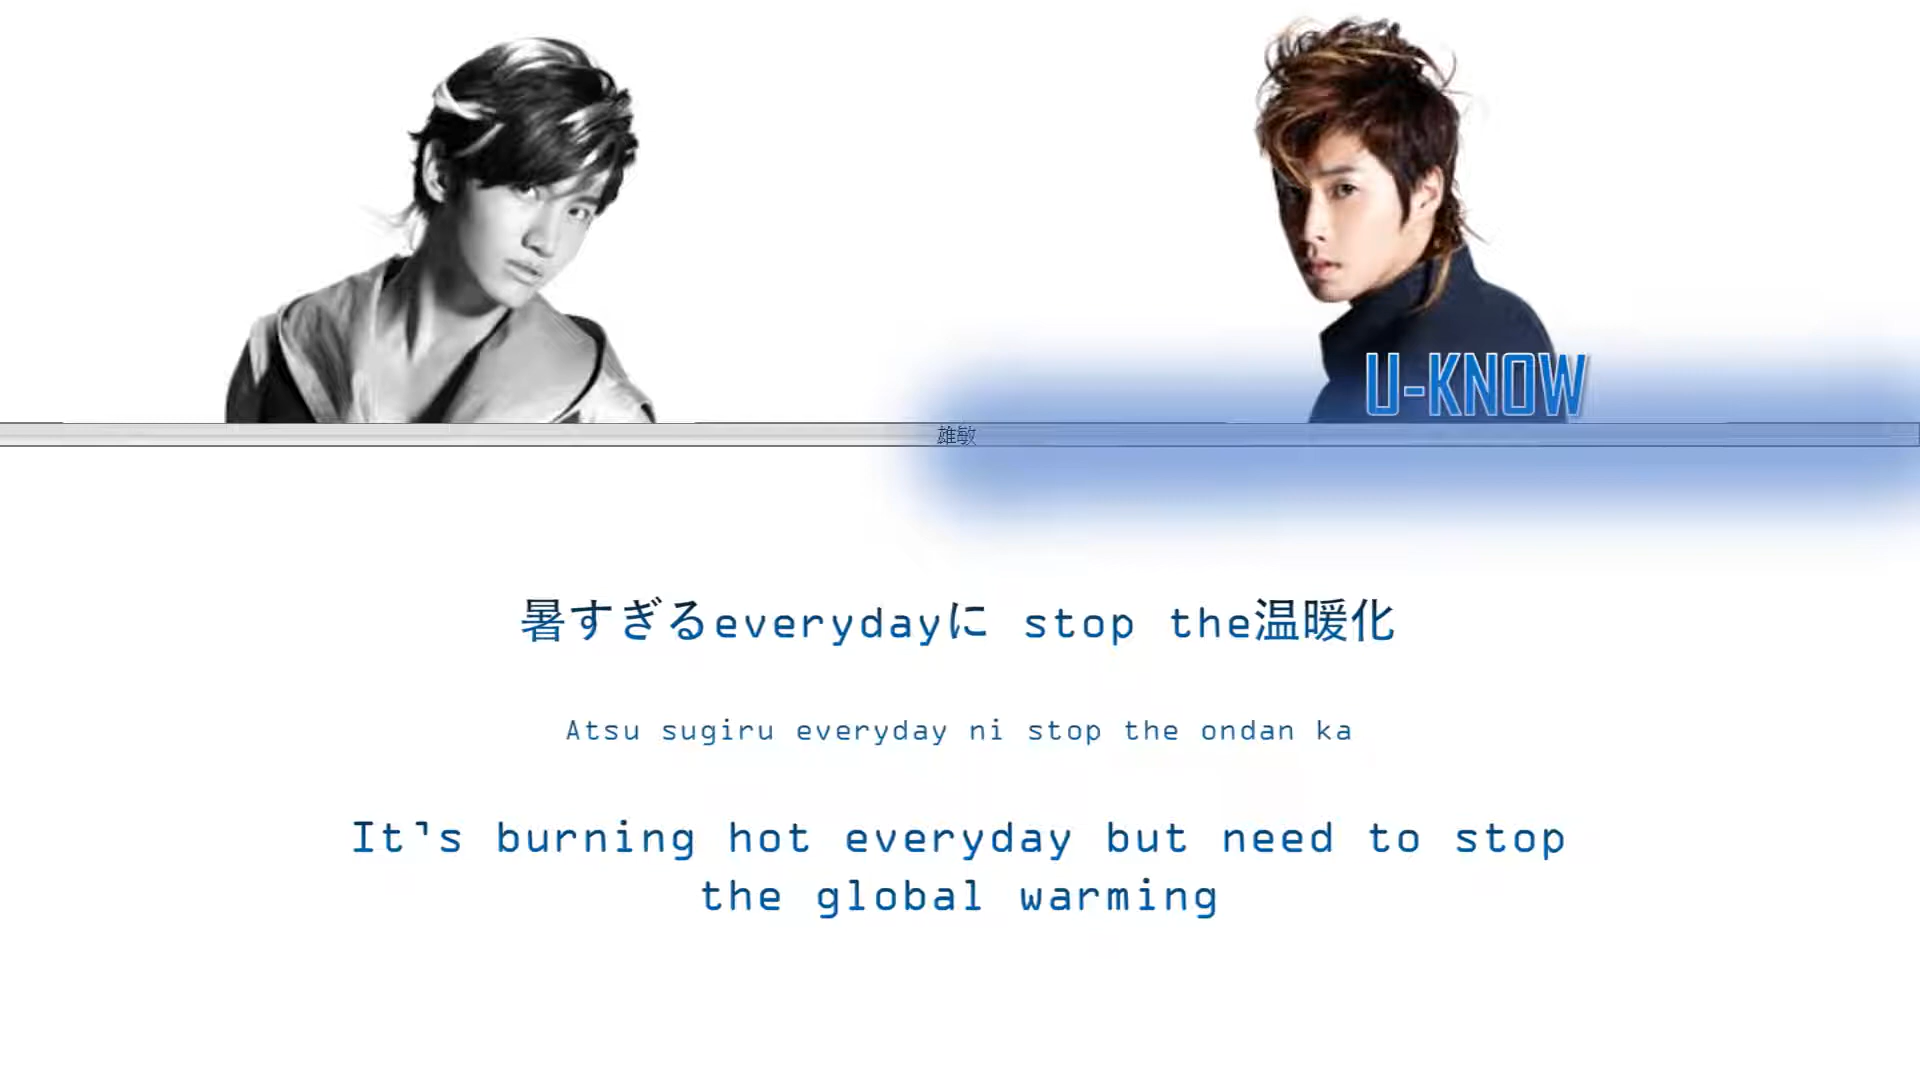 U-KNOW
雄敏
暑すぎるeverydayに stop the温暖化
Atsu sugiru everyday ni stop the ondan ka
It's burning hot everyday but need to stop
the global warming